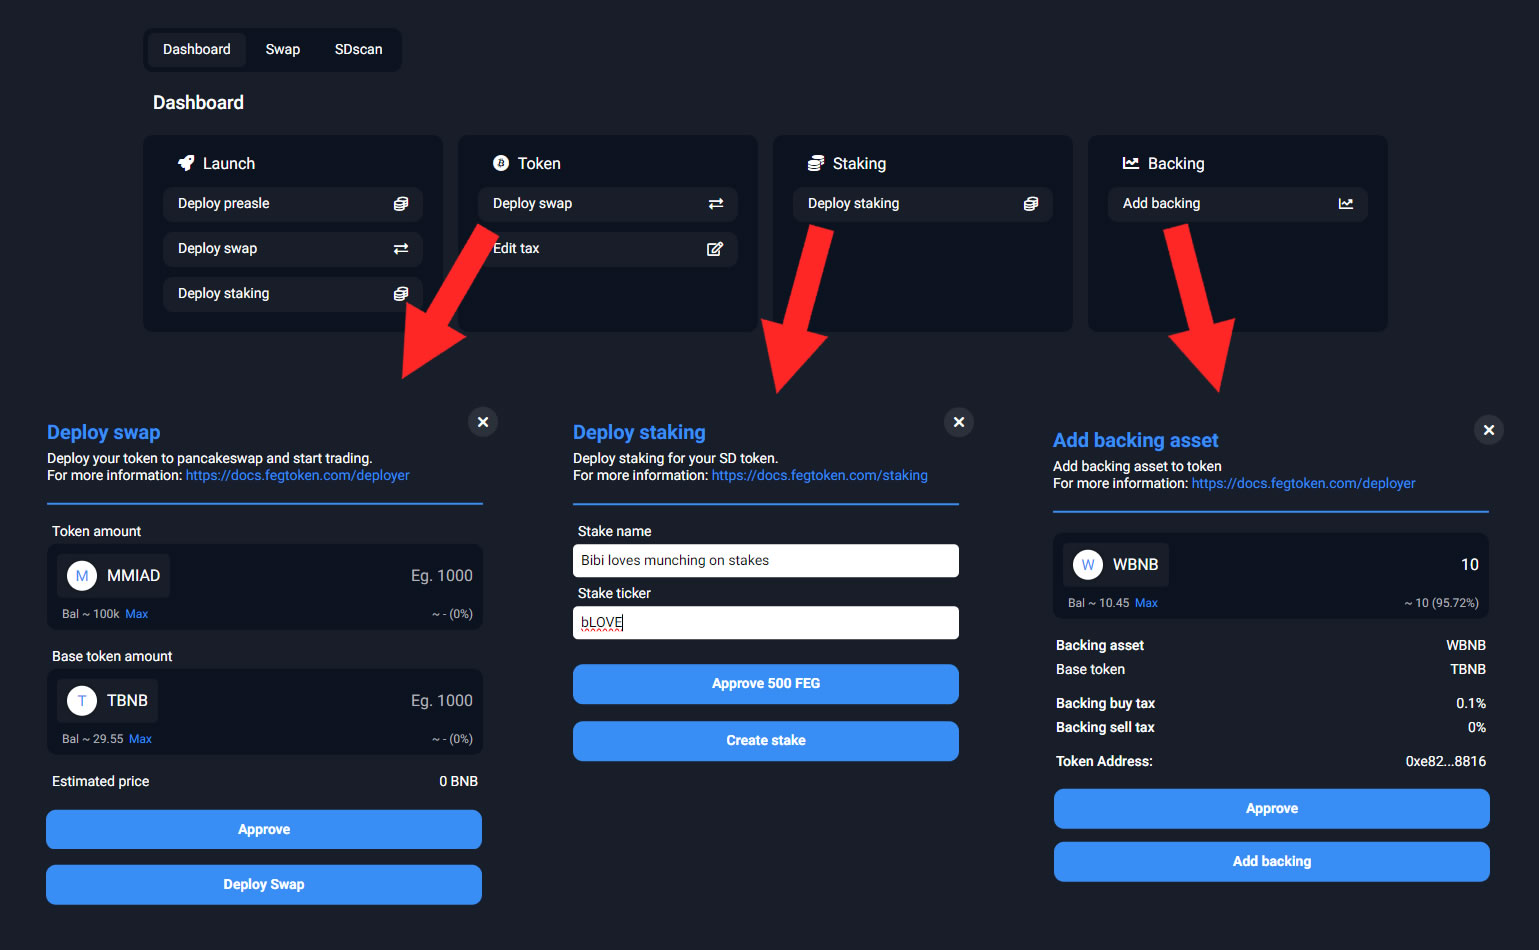 Dashboard
Swap
SDscan
Dashboard
Launch
Deploy preasle
Deploy swap
Deploy staking
Token
Deploy swap
Edit tax
Staking
Deploy staking
Backing
Add backing
Deploy swap
Deploy your token to pancakeswap and start trading.
For more information: https://docs.fegtoken.com/deployer
Token amount
M MMIAD Eg. 1000
Bal ~ 100k Max ~ - (0%)
Base token amount
T TBNB Eg. 1000
Bal ~ 29.55 Max ~ - (0%)
Estimated price 0 BNB
Approve
Deploy Swap
Deploy staking
Deploy staking for your SD token.
For more information: https://docs.fegtoken.com/staking
Stake name
Bibi loves munching on stakes
Stake ticker
bLOVE
Approve 500 FEG
Create stake
Add backing asset
Add backing asset to token
For more information: https://docs.fegtoken.com/deployer
W WBNB 10
Bal ~ 10.45 Max ~ 10 (95.72%)
Backing asset WBNB
Base token TBNB
Backing buy tax 0.1%
Backing sell tax 0%
Token Address: 0xe82...8816
Approve
Add backing